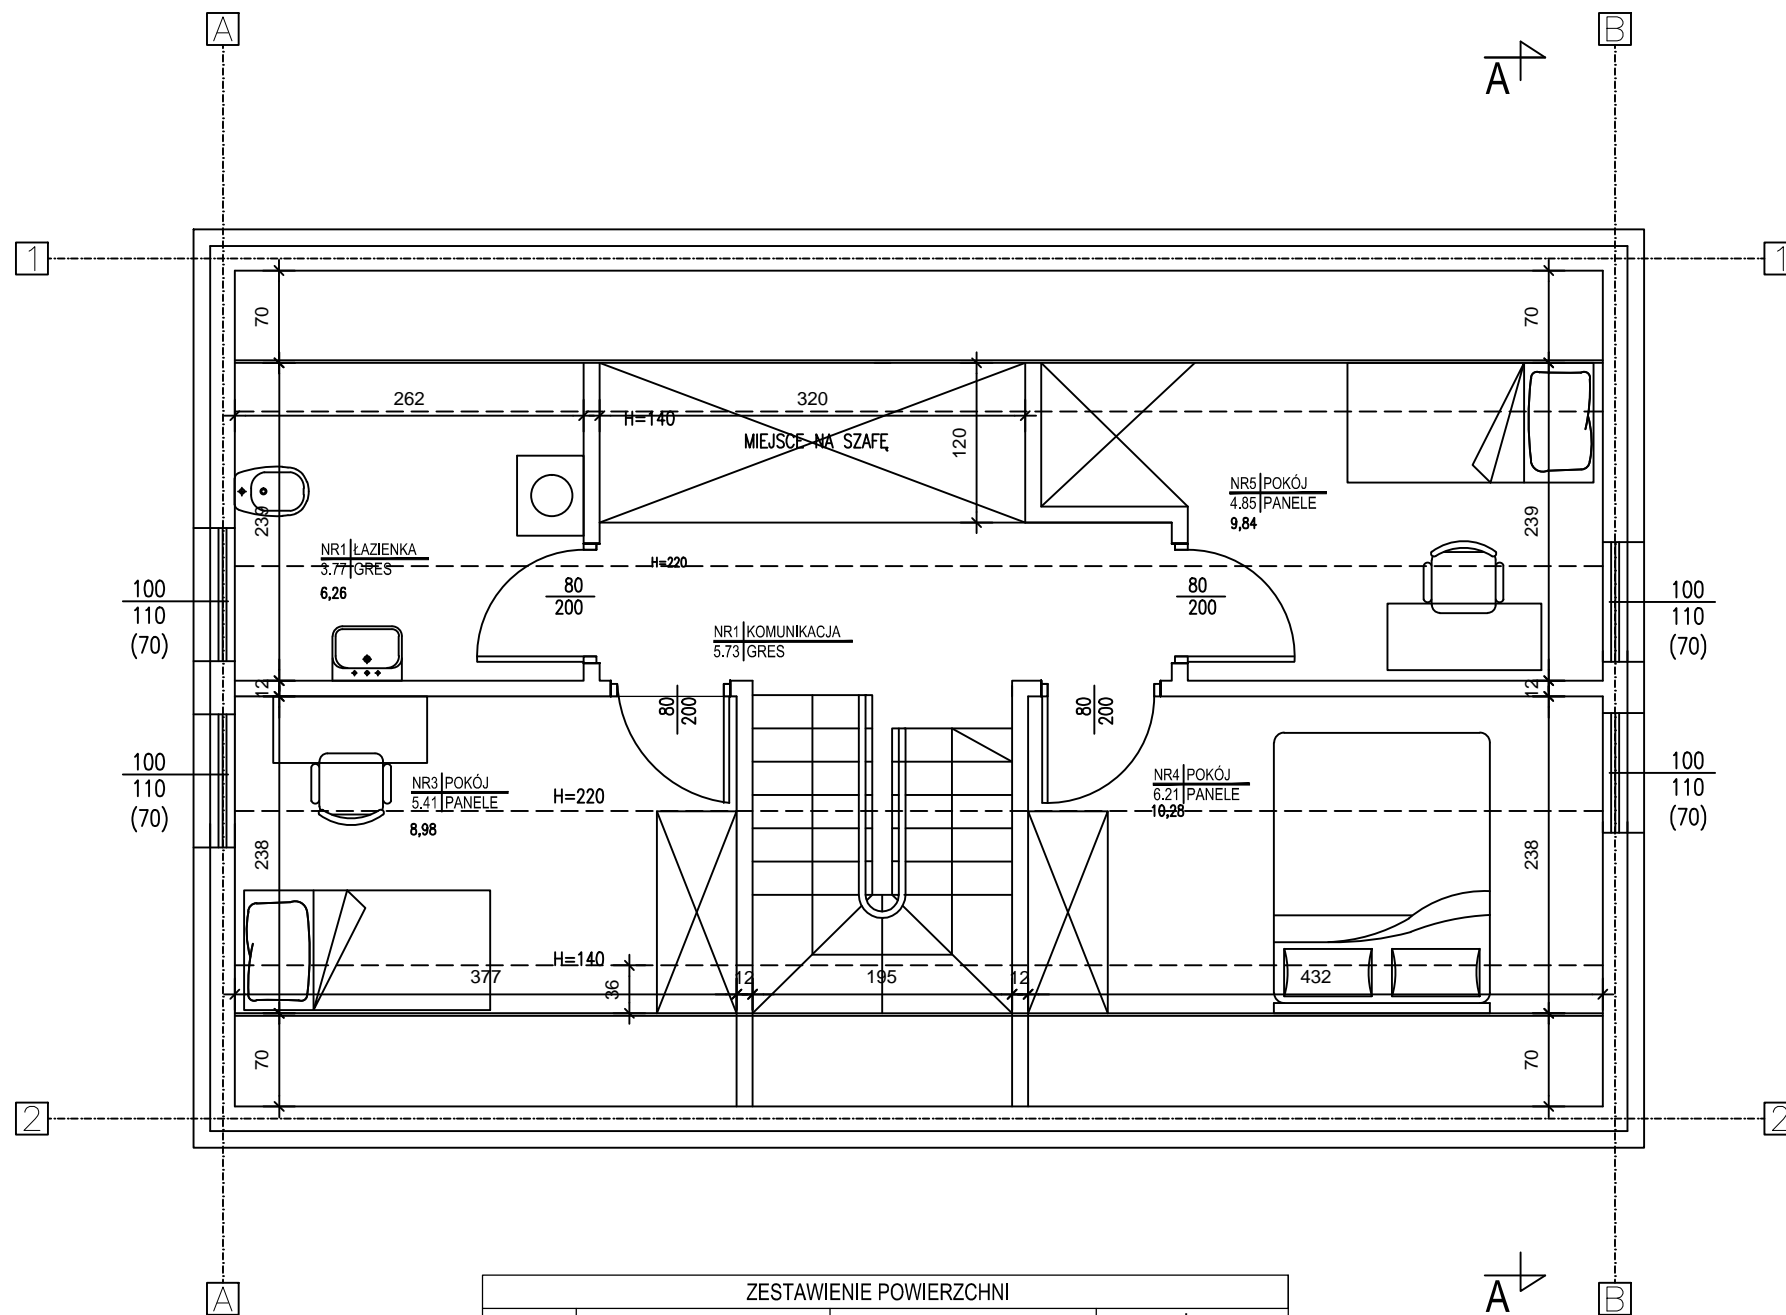 A
B
A
1
1
70
70
262
320
H=140
MIEJSCE NA SZAFĘ
120
NR5 POKÓJ
4.85 PANELE
9,84
239
239
NR1 ŁAZIENKA
3.77 GRES
6,26
H=220
100
110
(70)
80
200
80
200
100
110
(70)
NR1 KOMUNIKACJA
5.73 GRES
12
12
80
200
80
200
100
110
(70)
NR3 POKÓJ
5.41 PANELE
8,98
H=220
NR4 POKÓJ
6.21 PANELE
10,28
100
110
(70)
238
238
H=140
377
36
12
195
12
432
70
70
2
2
ZESTAWIENIE POWIERZCHNI
A
A
B